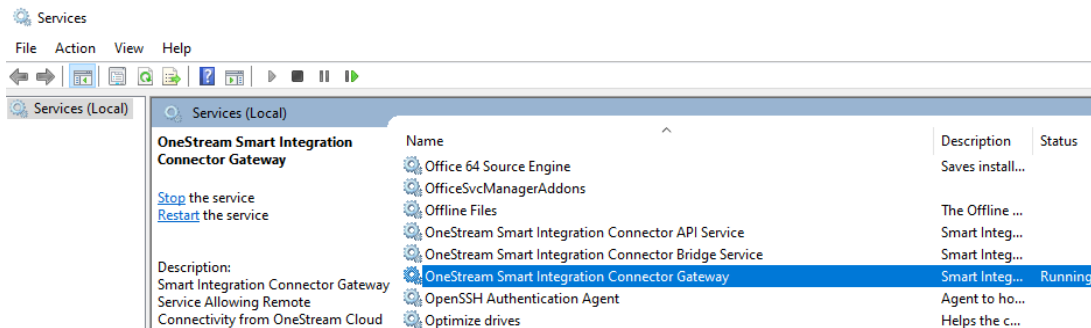 Services
File Action View Help
Services (Local)
Services (Local)
OneStream Smart Integration
Connector Gateway
Stop the service
Restart the service
Description:
Smart Integration Connector Gateway
Service Allowing Remote
Connectivity from OneStream Cloud
Name Description Status
Office 64 Source Engine Saves install...
OfficeSvcManagerAddons
Offline Files The Offline ...
OneStream Smart Integration Connector API Service Smart Integ...
OneStream Smart Integration Connector Bridge Service Smart Integ...
OneStream Smart Integration Connector Gateway Smart Integ... Running
OpenSSH Authentication Agent Agent to ho...
Optimize drives Helps the c...